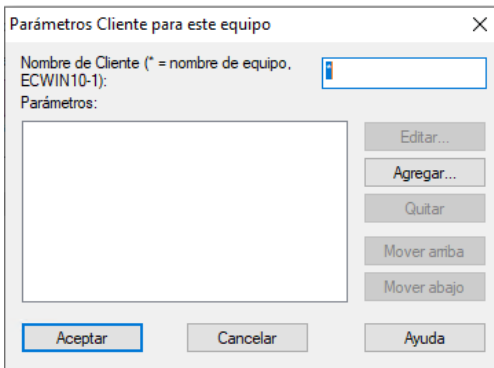 Parámetros Cliente para este equipo
Nombre de Cliente (* = nombre de equipo,
ECWIN10-1):
*
Parámetros:
Editar...
Agregar...
Quitar
Mover arriba
Mover abajo
Aceptar
Cancelar
Ayuda